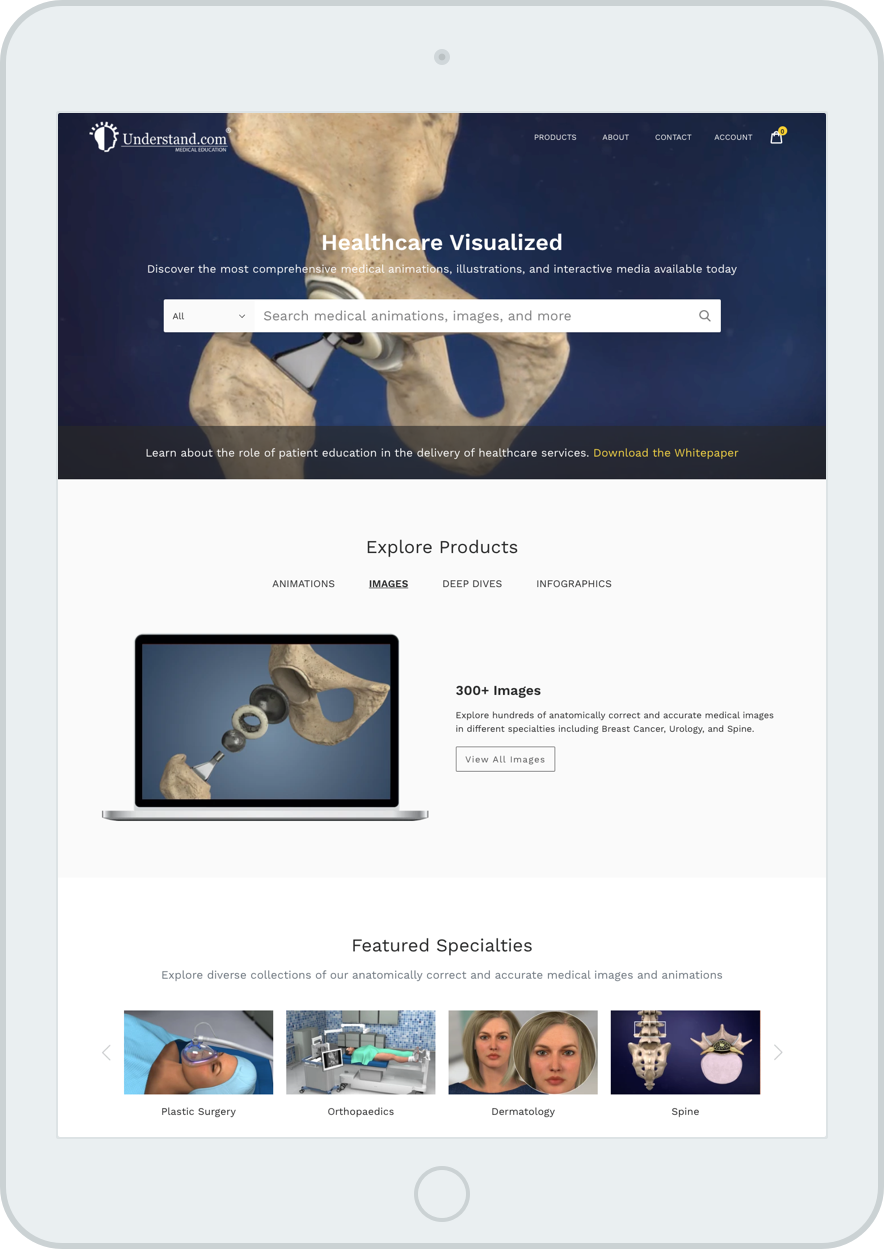 Understand.com®
MEDICAL EDUCATION
PRODUCTS ABOUT CONTACT ACCOUNT 0
Healthcare Visualized
Discover the most comprehensive medical animations, illustrations, and interactive media available today
All Search medical animations, images, and more
Learn about the role of patient education in the delivery of healthcare services. Download the Whitepaper
Explore Products
ANIMATIONS IMAGES DEEP DIVES INFOGRAPHICS
300+ Images
Explore hundreds of anatomically correct and accurate medical images
in different specialties including Breast Cancer, Urology, and Spine.
View All Images
Featured Specialties
Explore diverse collections of our anatomically correct and accurate medical images and animations
Plastic Surgery Orthopaedics Dermatology Spine